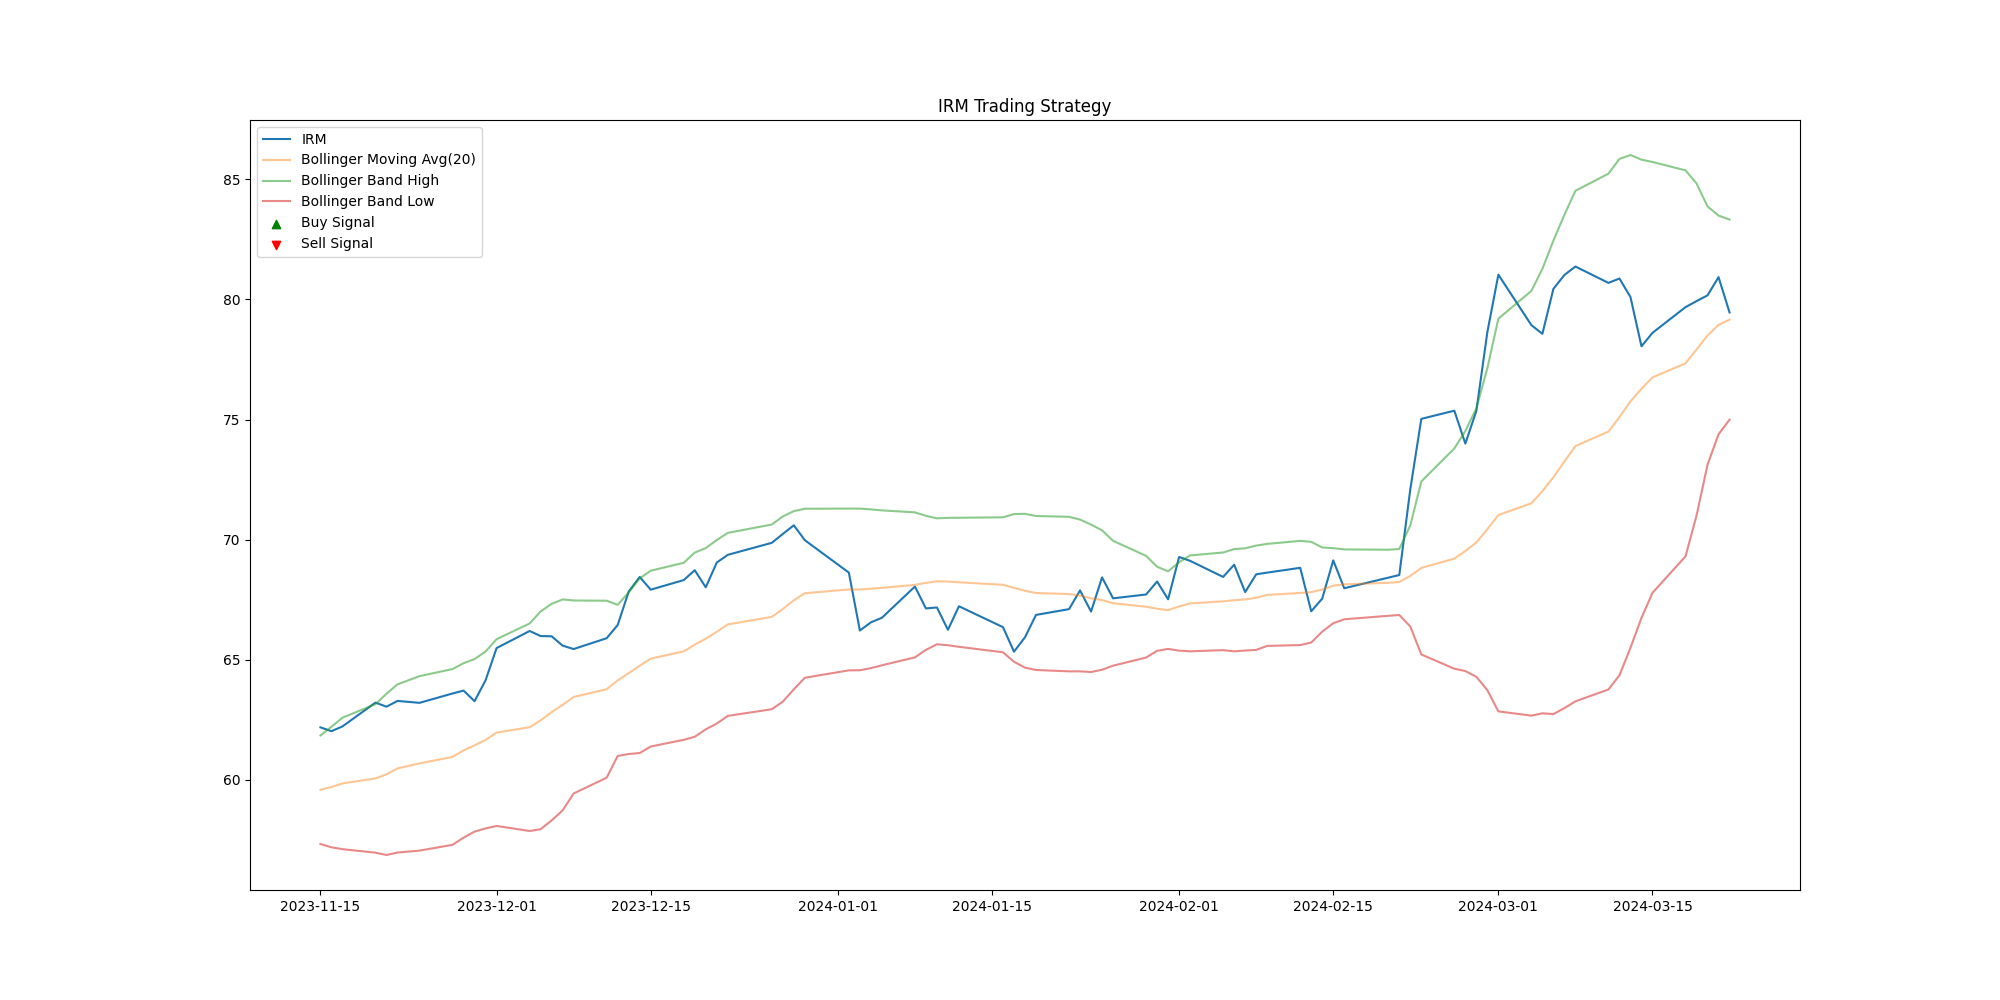 IRM Trading Strategy
IRM
Bollinger Moving Avg(20)
Bollinger Band High
Bollinger Band Low
Buy Signal
Sell Signal
85
80
75
70
65
60
2023-11-15 2023-12-01 2023-12-15 2024-01-01 2024-01-15 2024-02-01 2024-02-15 2024-03-01 2024-03-15